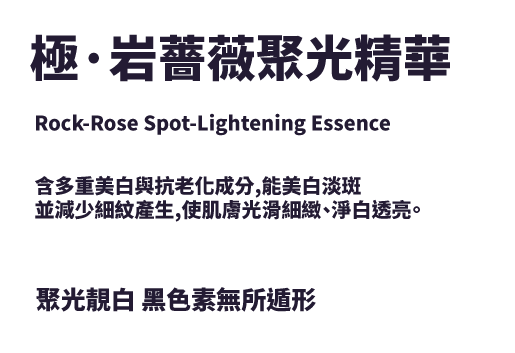 極·岩薔薇聚光精華
Rock-Rose Spot-Lightening Essence
含多重美白與抗老化成分,能美白淡斑
並減少細紋產生,使肌膚光滑細緻、淨白透亮。
聚光靚白 黑色素無所遁形